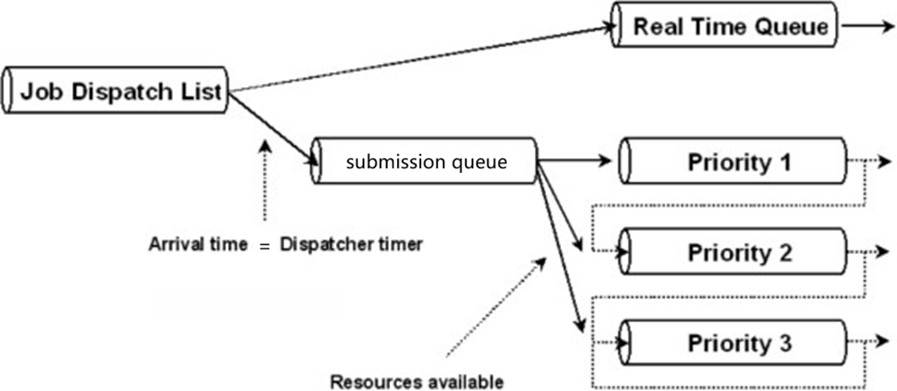 Real Time Queue
Job Dispatch List
submission queue
Priority 1
Arrival time = Dispatcher timer
Priority 2
Priority 3
Resources available